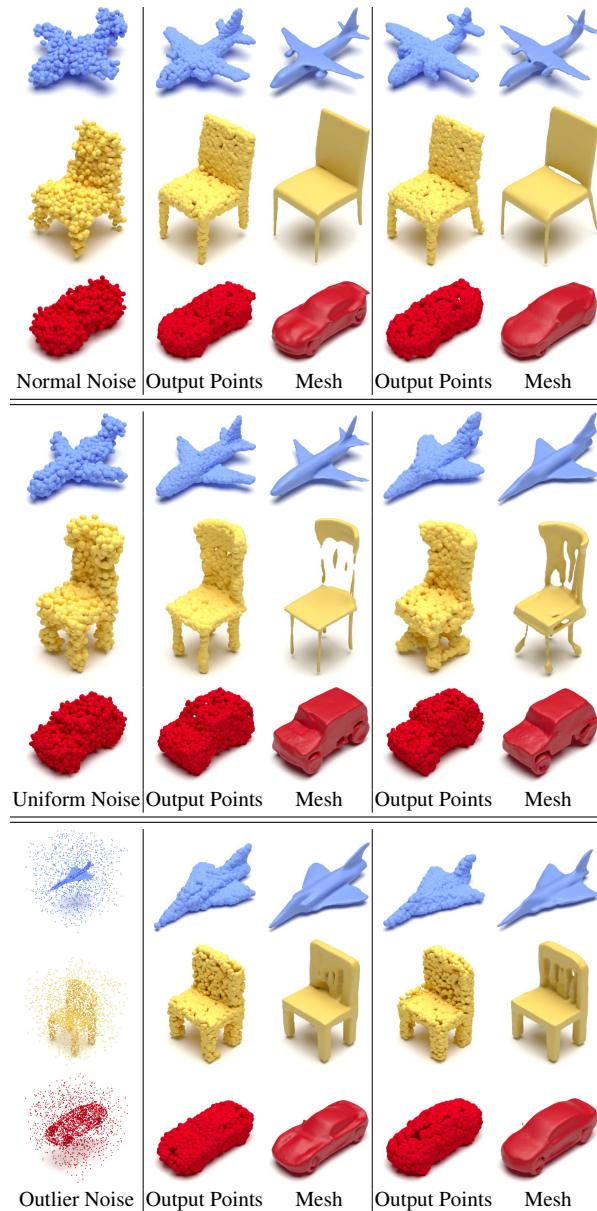 Normal Noise Output Points Mesh Output Points Mesh
Uniform Noise Output Points Mesh Output Points Mesh
Outlier Noise Output Points Mesh Output Points Mesh